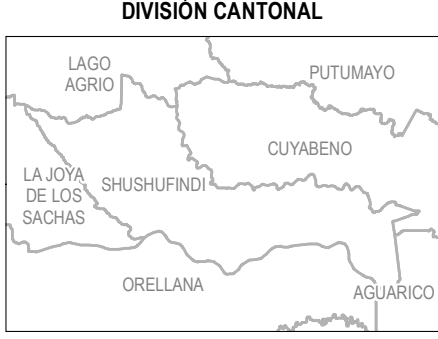 DIVISIÓN CANTONAL
LAGO
AGRIO
PUTUMAYO
CUYABENO
LA JOYA
DE LOS
SACHAS
SHUSHUFINDI
ORELLANA
AGUARICO